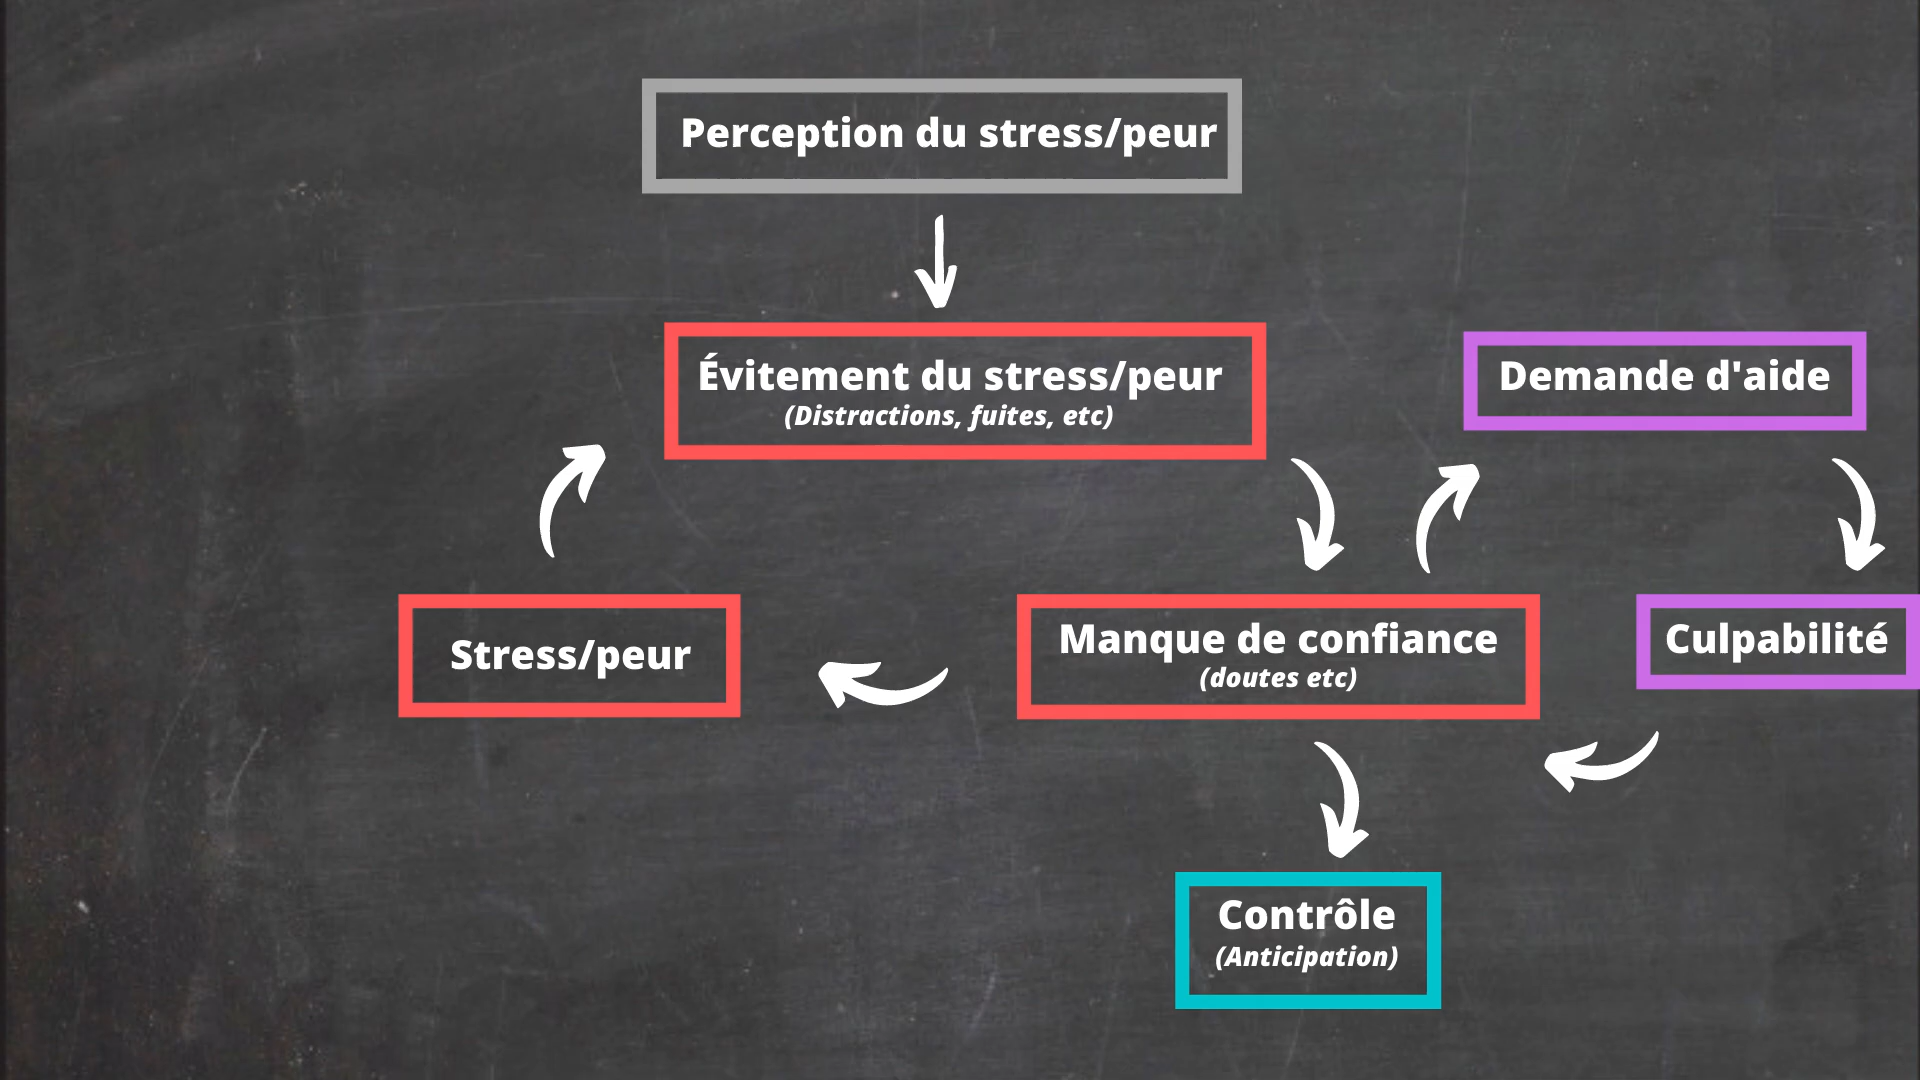 Perception du stress/peur
Évitement du stress/peur
(Distractions, fuites, etc)
Demande d'aide
Stress/peur
Manque de confiance
(doutes etc)
Culpabilité
Contrôle
(Anticipation)